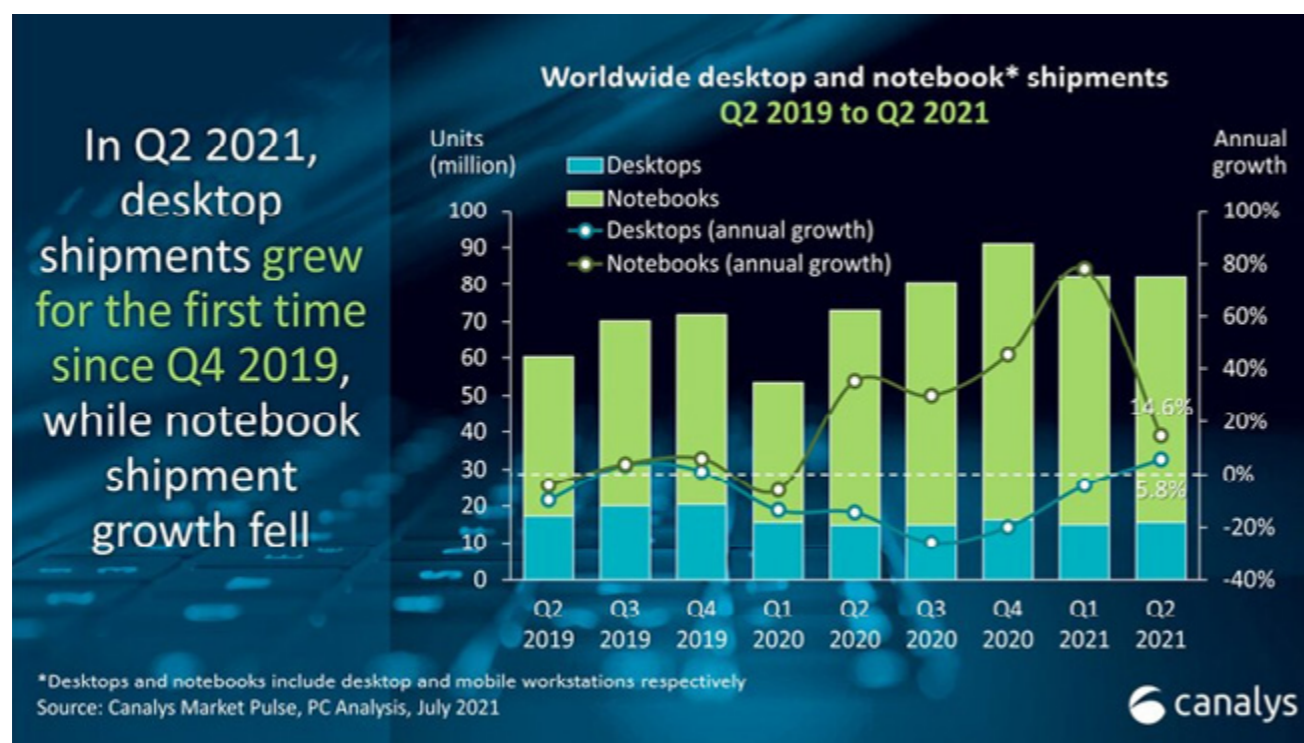 In Q2 2021,
desktop
shipments grew
for the first time
since Q4 2019,
while notebook
shipment
growth fell
Worldwide desktop and notebook* shipments
Q2 2019 to Q2 2021
Units
(million)
Annual
growth
Desktops
Notebooks
Desktops (annual growth)
Notebooks (annual growth)
100
90
80
70
60
50
40
30
20
10
0
100%
80%
60%
40%
20%
0%
-20%
-40%
14.6%
5.8%
Q2 2019
Q3 2019
Q4 2019
Q1 2020
Q2 2020
Q3 2020
Q4 2020
Q1 2021
Q2 2021
*Desktops and notebooks include desktop and mobile workstations respectively
Source: Canalys Market Pulse, PC Analysis, July 2021
canalys